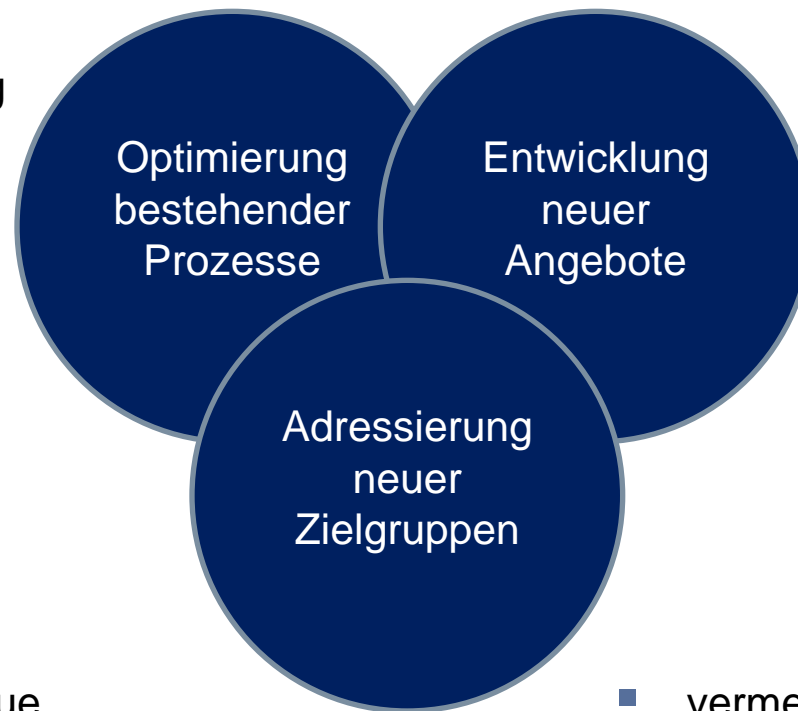 Optimierung
bestehender
Prozesse
Entwicklung
neuer
Angebote
Adressierung
neuer
Zielgruppen